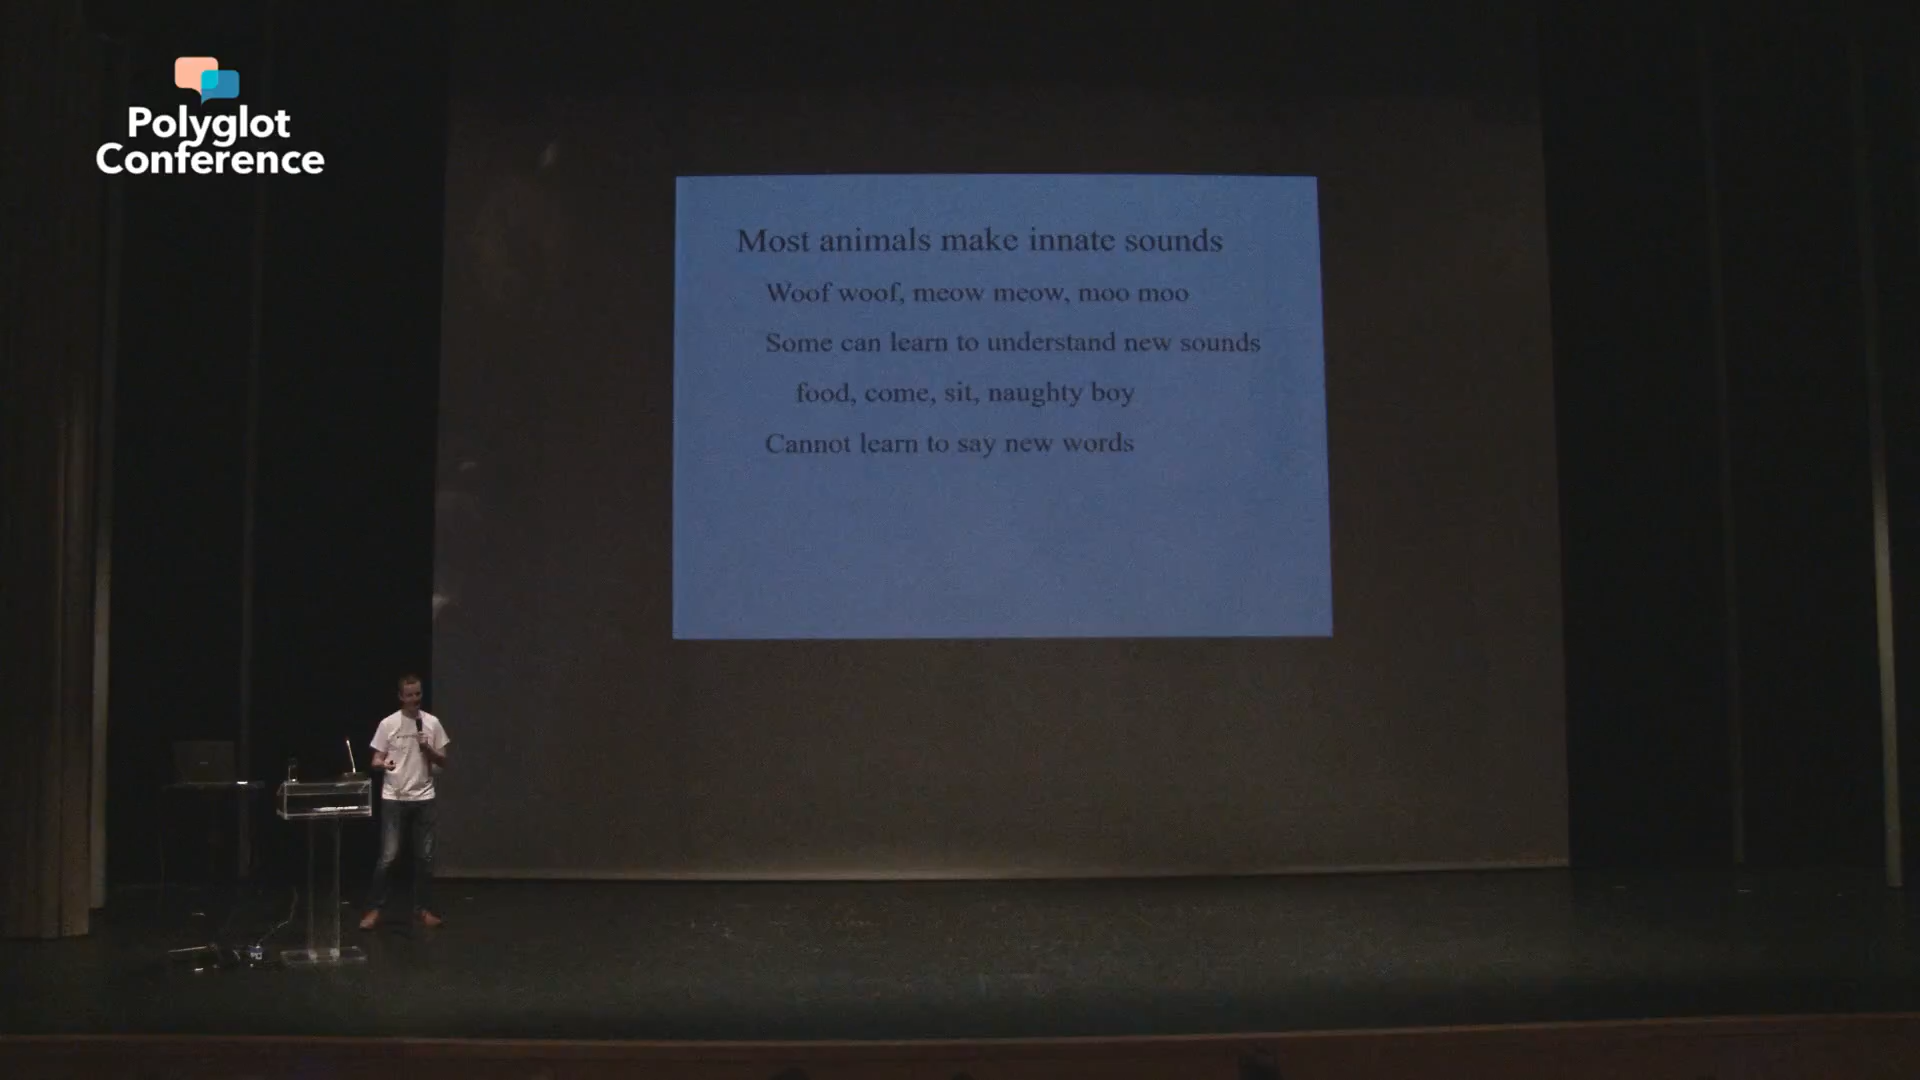 Polyglot
Conference
Most animals make innate sounds
Woof woof, meow meow, moo moo
Some can learn to understand new sounds
food, come, sit, naughty boy
Cannot learn to say new words